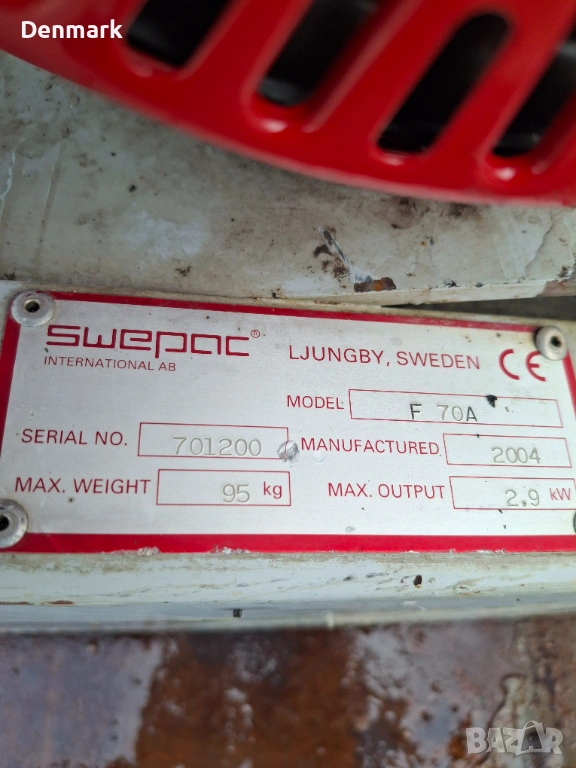 Denmark
swepac®
INTERNATIONAL AB
LJUNGBY, SWEDEN CE
MODEL F 70A
SERIAL NO. 701200 MANUFACTURED 2004
MAX. WEIGHT 95 kg MAX. OUTPUT 2.9 kW
BAZAR